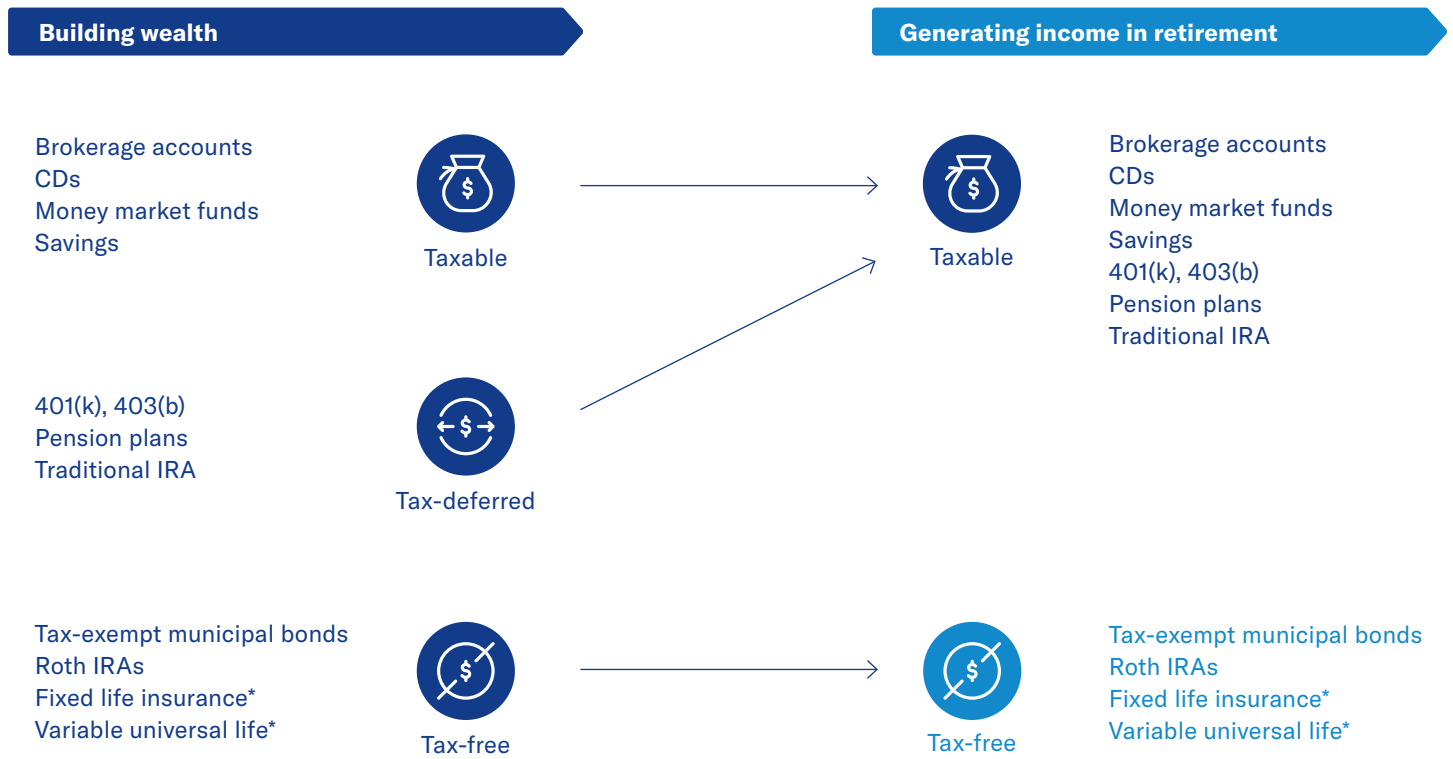 Building wealth
Generating income in retirement
Brokerage accounts
CDs
Money market funds
Savings
$
Taxable
$
Taxable
Brokerage accounts
CDs
Money market funds
Savings
401(k), 403(b)
Pension plans
Traditional IRA
401(k), 403(b)
Pension plans
Traditional IRA
$
Tax-deferred
Tax-exempt municipal bonds
Roth IRAs
Fixed life insurance*
Variable universal life*
$
Tax-free
$
Tax-free
Tax-exempt municipal bonds
Roth IRAs
Fixed life insurance*
Variable universal life*